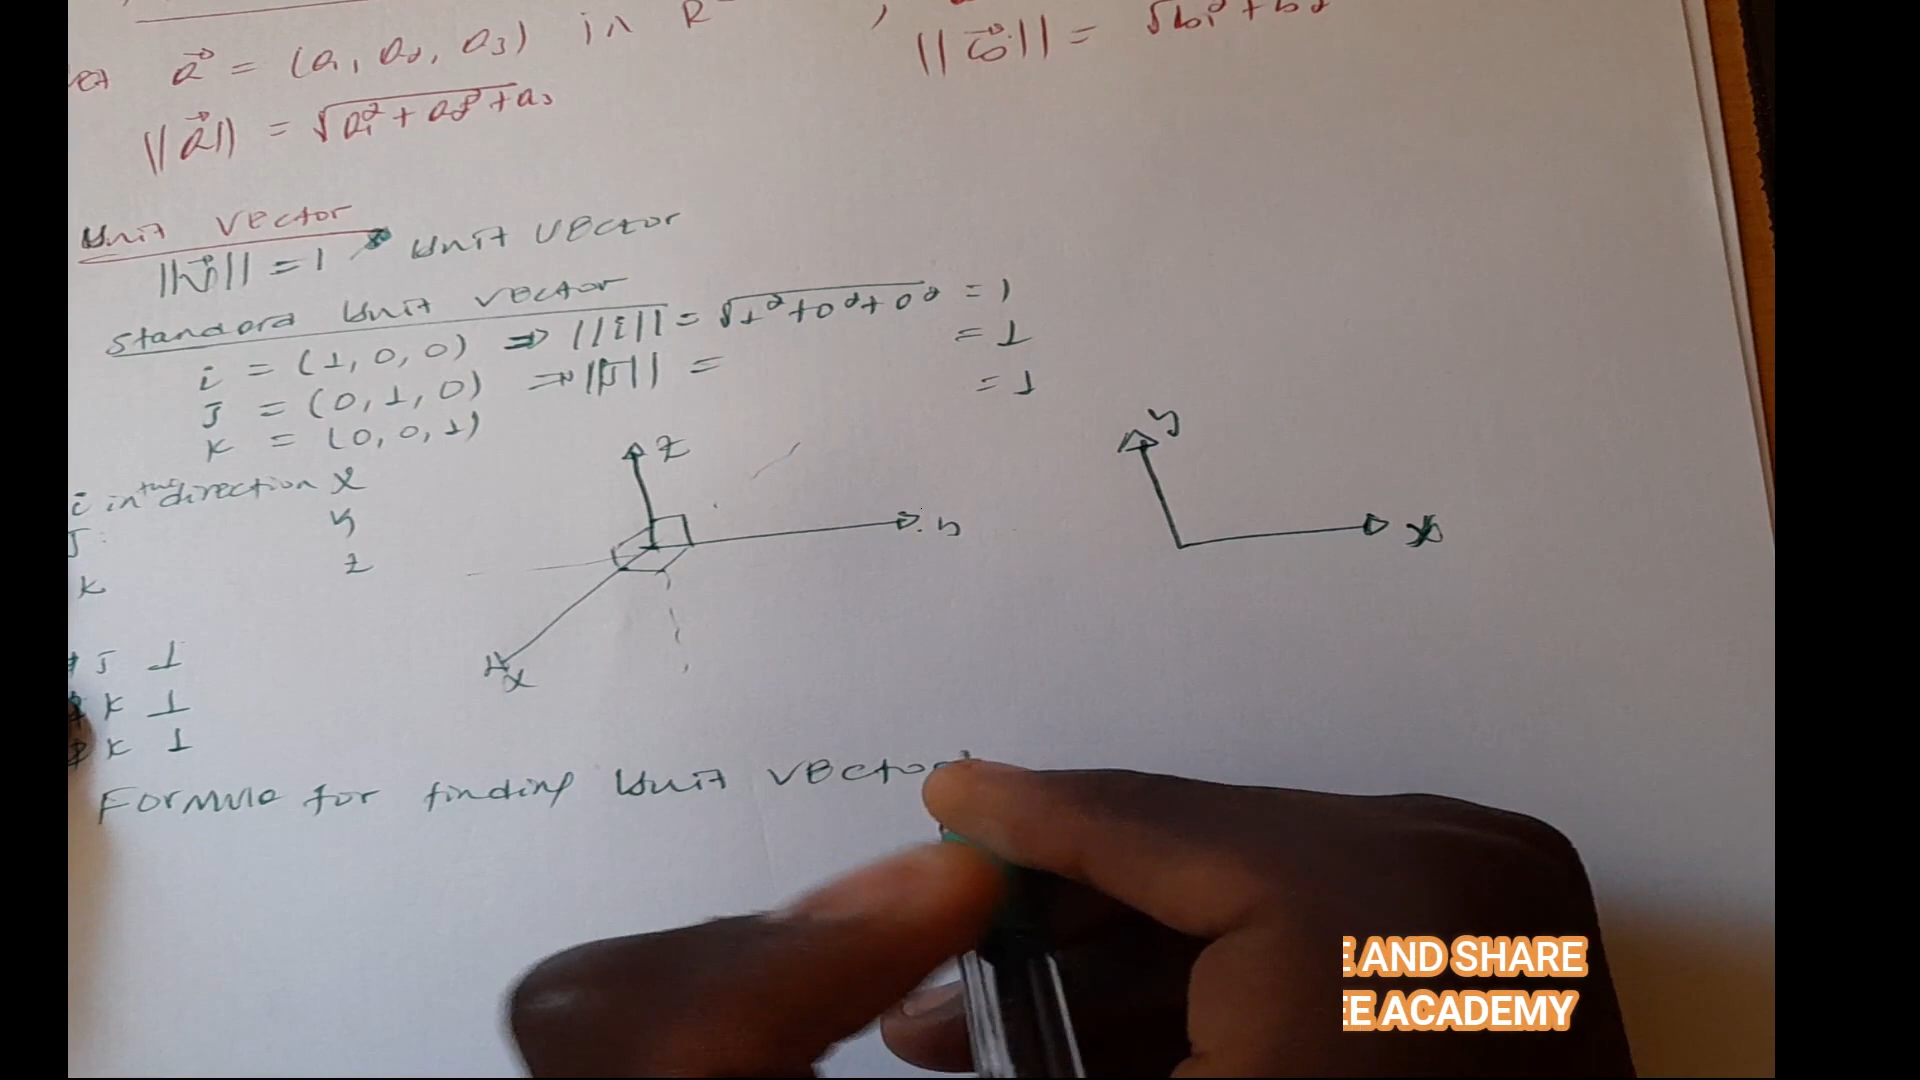 a⃗ = (a₁, a₂, a₃) in R
||a⃗|| = √a₁² + a₂² + a₃
||b⃗|| = √b₁² + b₂
Unit Vector
||u⃗|| = 1 → Unit Vector
Standard Unit Vector
i = (1, 0, 0) ⇒ ||i|| = √1² + 0² + 0² = 1
J = (0, 1, 0) ⇒ ||J|| = = 1
k = (0, 0, 1) = 1
i in the direction x
J: y
k z
z
y
x
y
x
J ⊥
k ⊥
k ⊥
Formula for finding Unit Vector
E AND SHARE
EE ACADEMY